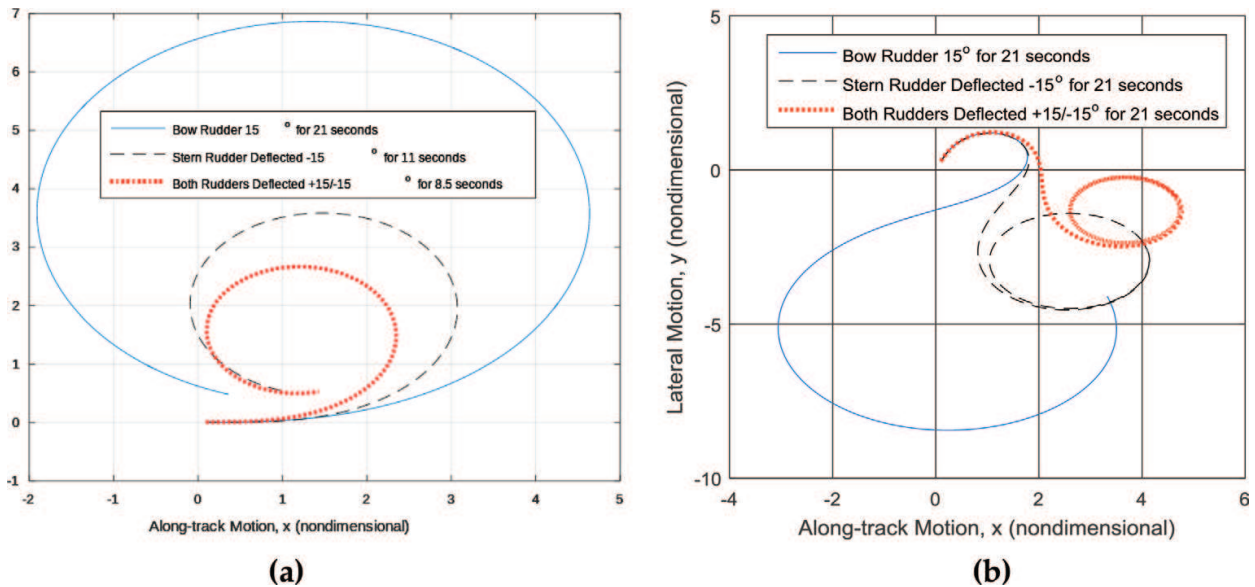 7
6
5
4
3
2
1
0
-1
Bow Rudder 15 o for 21 seconds
Stern Rudder Deflected -15 o for 11 seconds
Both Rudders Deflected +15/-15 o for 8.5 seconds
-2 -1 0 1 2 3 4 5
Along-track Motion, x (nondimensional)
(a)
5
0
-5
-10
Lateral Motion, y (nondimensional)
Bow Rudder 15° for 21 seconds
Stern Rudder Deflected -15° for 21 seconds
Both Rudders Deflected +15/-15° for 21 seconds
-4 -2 0 2 4 6
Along-track Motion, x (nondimensional)
(b)